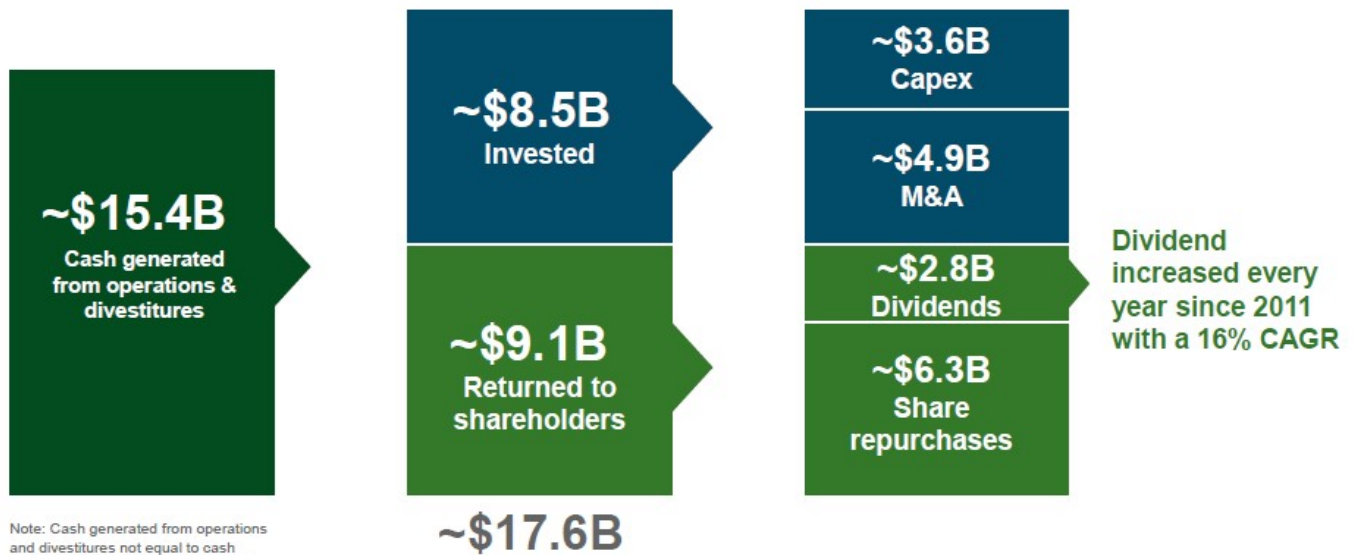 ~$15.4B
Cash generated
from operations &
divestitures
~$8.5B
Invested
~$9.1B
Returned to
shareholders
~$17.6B
~$3.6B
Capex
~$4.9B
M&A
~$2.8B
Dividends
~$6.3B
Share
repurchases
Dividend
increased every
year since 2011
with a 16% CAGR
Note: Cash generated from operations
and divestitures not equal to cash